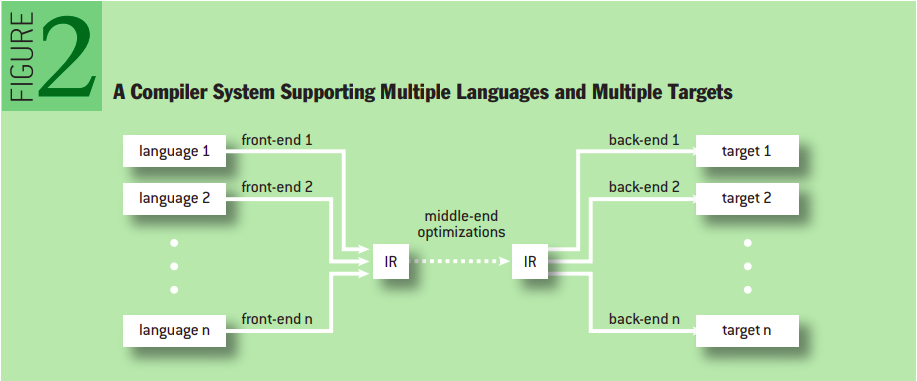 FIGURE
2
A Compiler System Supporting Multiple Languages and Multiple Targets
language 1
front-end 1
back-end 1
target 1
language 2
front-end 2
back-end 2
target 2
middle-end
optimizations
IR
IR
language n
front-end n
back-end n
target n